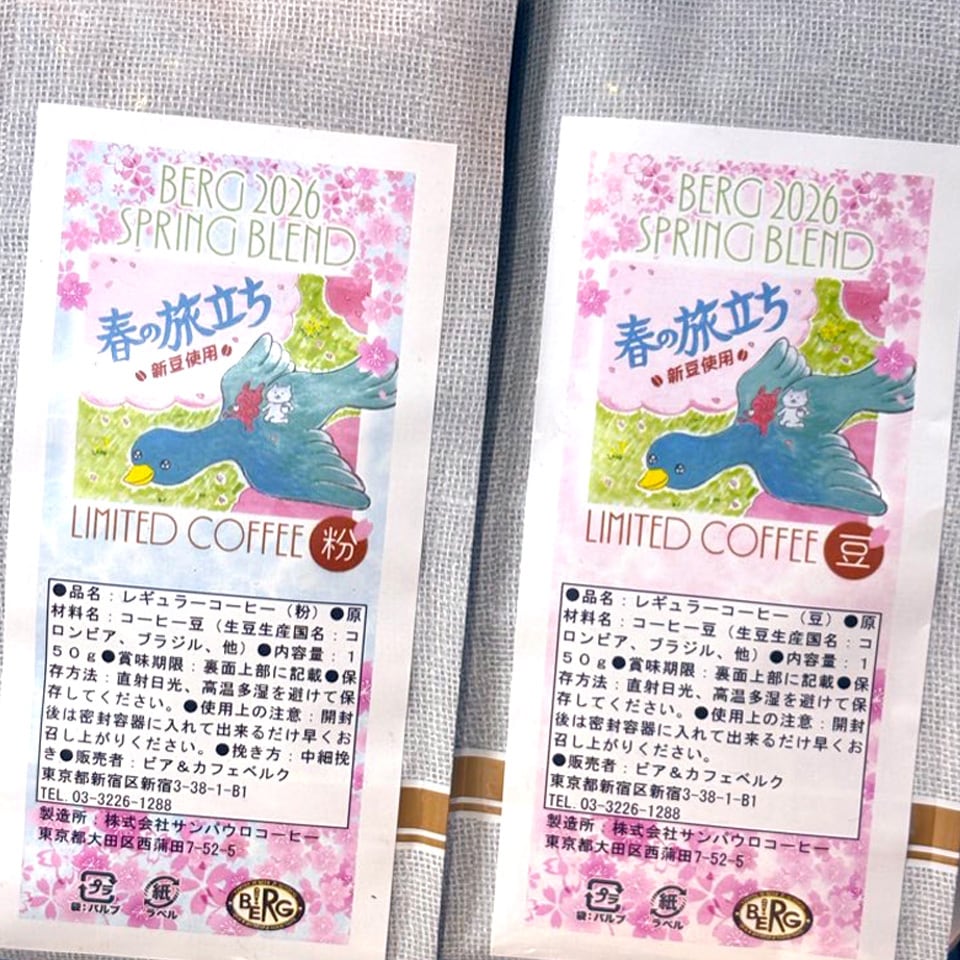 BERG 2026
SPRING BLEND
春の旅立ち
新豆使用
LIMITED COFFEE 粉
●品名：レギュラーコーヒー（粉）●原
材料名：コーヒー豆（生豆生産国名：コ
ロンビア、ブラジル、他）●内容量：1
50g●賞味期限：裏面上部に記載●保
存方法：直射日光、高温多湿を避けて保
存してください。●使用上の注意：開封
後は密封容器に入れて出来るだけ早くお
召し上がりください。●挽き方：中細挽
き●販売者：ビア＆カフェベルク
東京都新宿区新宿3-38-1-B1
TEL. 03-3226-1288
製造所：株式会社サンパウロコーヒー
東京都大田区西蒲田7-52-5
プラ
袋：パルプ
紙
ラベル
BERG
BERG 2026
SPRING BLEND
春の旅立ち
新豆使用
LIMITED COFFEE 豆
●品名：レギュラーコーヒー（豆）●原
材料名：コーヒー豆（生豆生産国名：コ
ロンビア、ブラジル、他）●内容量：1
50g●賞味期限：裏面上部に記載●保
存方法：直射日光、高温多湿を避けて保
存してください。●使用上の注意：開封
後は密封容器に入れて出来るだけ早くお
召し上がりください。
●販売者：ビア＆カフェベルク
東京都新宿区新宿3-38-1-B1
TEL. 03-3226-1288
製造所：株式会社サンパウロコーヒー
東京都大田区西蒲田7-52-5
プラ
袋：パルプ
紙
ラベル
BERG